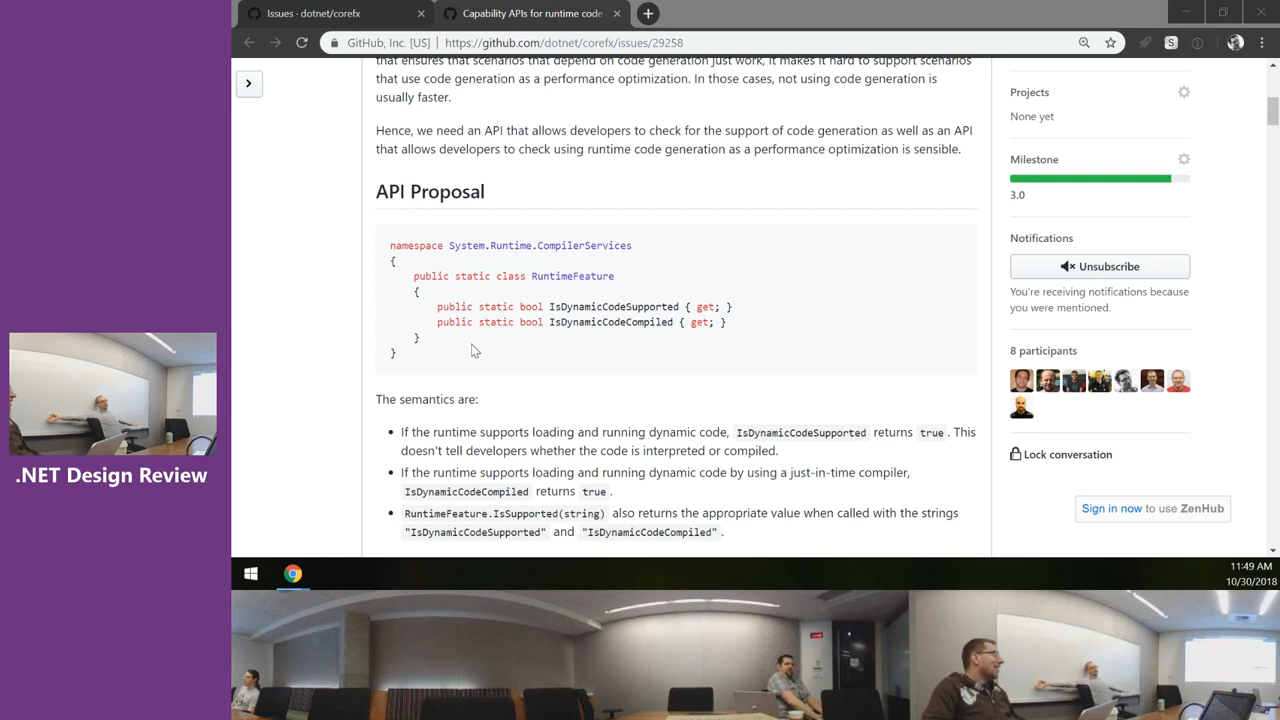 Issues · dotnet/corefx
Capability APIs for runtime code
GitHub, Inc. [US]
https://github.com/dotnet/corefx/issues/29258
that ensures that scenarios that depend on code generation just work, it makes it hard to support scenarios
that use code generation as a performance optimization. In those cases, not using code generation is
usually faster.
Hence, we need an API that allows developers to check for the support of code generation as well as an API
that allows developers to check using runtime code generation as a performance optimization is sensible.
API Proposal
namespace System.Runtime.CompilerServices
{
public static class RuntimeFeature
{
public static bool IsDynamicCodeSupported { get; }
public static bool IsDynamicCodeCompiled { get; }
}
}
The semantics are:
If the runtime supports loading and running dynamic code, IsDynamicCodeSupported returns true. This
doesn't tell developers whether the code is interpreted or compiled.
If the runtime supports loading and running dynamic code by using a just-in-time compiler,
IsDynamicCodeCompiled returns true.
RuntimeFeature.IsSupported(string) also returns the appropriate value when called with the strings
"IsDynamicCodeSupported" and "IsDynamicCodeCompiled".
Projects
None yet
Milestone
3.0
Notifications
Unsubscribe
You're receiving notifications because
you were mentioned.
8 participants
Lock conversation
Sign in now to use ZenHub
.NET Design Review
11:49 AM
10/30/2018